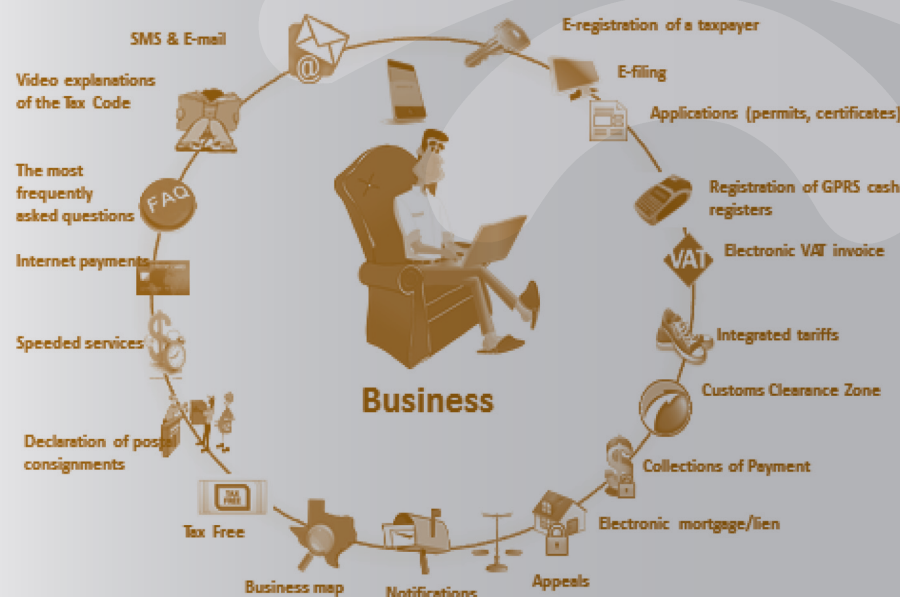 SMS & E-mail
E-registration of a taxpayer
Video explanations
of the Tax Code
E-filing
Applications (permits, certificates)
The most
frequently
asked questions
FAQ
Registration of GPRS cash
registers
Internet payments
VAT
Electronic VAT invoice
Speeded services
Integrated tariffs
Business
Customs Clearance Zone
Declaration of postal
consignments
Collections of Payment
TAX
FREE
Tax Free
Electronic mortgage/lien
Business map
Notifications
Appeals
@